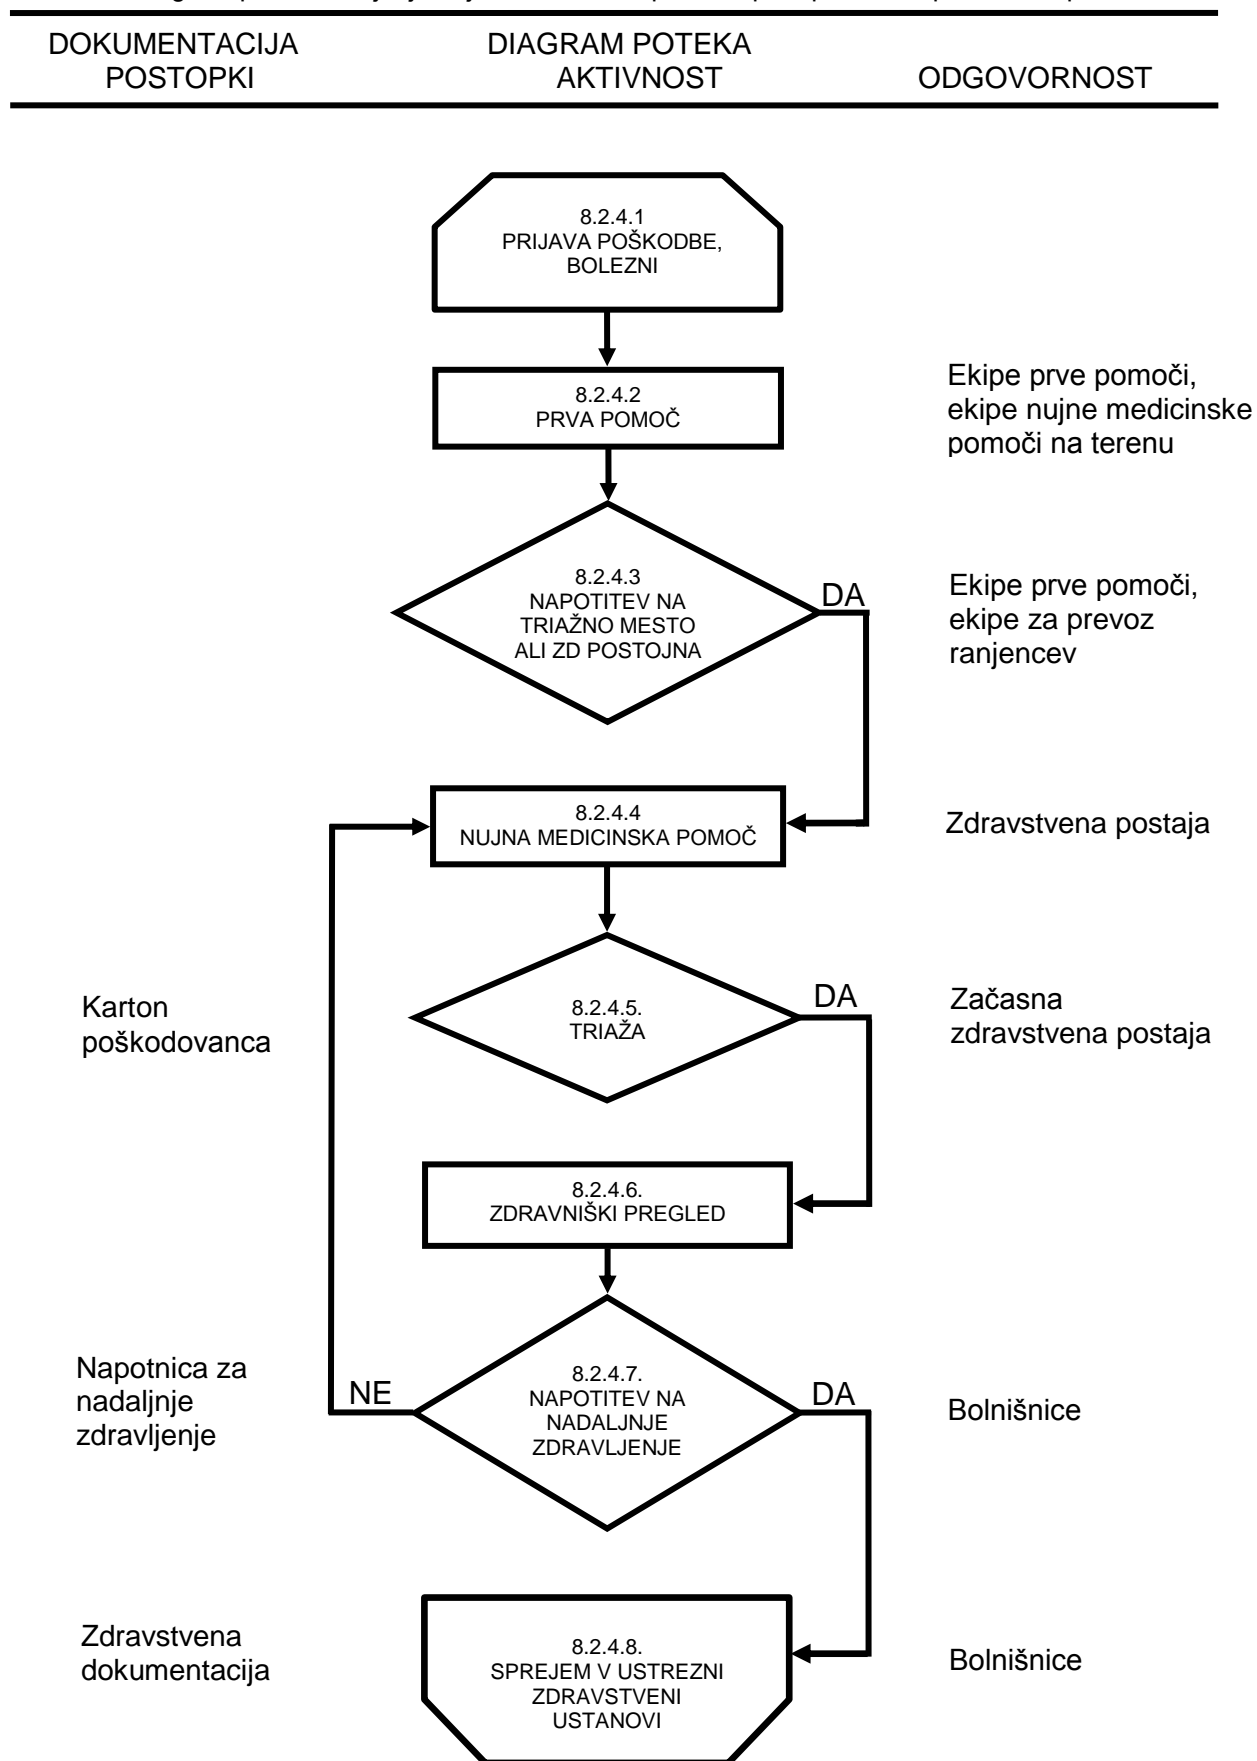 DOKUMENTACIJA
POSTOPKI
DIAGRAM POTEKA
AKTIVNOST
ODGOVORNOST
8.2.4.1
PRIJAVA POŠKODBE,
BOLEZNI
8.2.4.2
PRVA POMOČ
Ekipe prve pomoči,
ekipe nujne medicinske
pomoči na terenu
8.2.4.3
NAPOTITEV NA
TRIAŽNO MESTO
ALI ZD POSTOJNA
DA
Ekipe prve pomoči,
ekipe za prevoz
ranjencev
8.2.4.4
NUJNA MEDICINSKA POMOČ
Zdravstvena postaja
Karton
poškodovanca
8.2.4.5.
TRIAŽA
DA
Začasna
zdravstvena postaja
8.2.4.6.
ZDRAVNIŠKI PREGLED
Napotnica za
nadaljnje
zdravljenje
NE
8.2.4.7.
NAPOTITEV NA
NADALJNJE
ZDRAVLJENJE
DA
Bolnišnice
Zdravstvena
dokumentacija
8.2.4.8.
SPREJEM V USTREZNI
ZDRAVSTVENI
USTANOVI
Bolnišnice